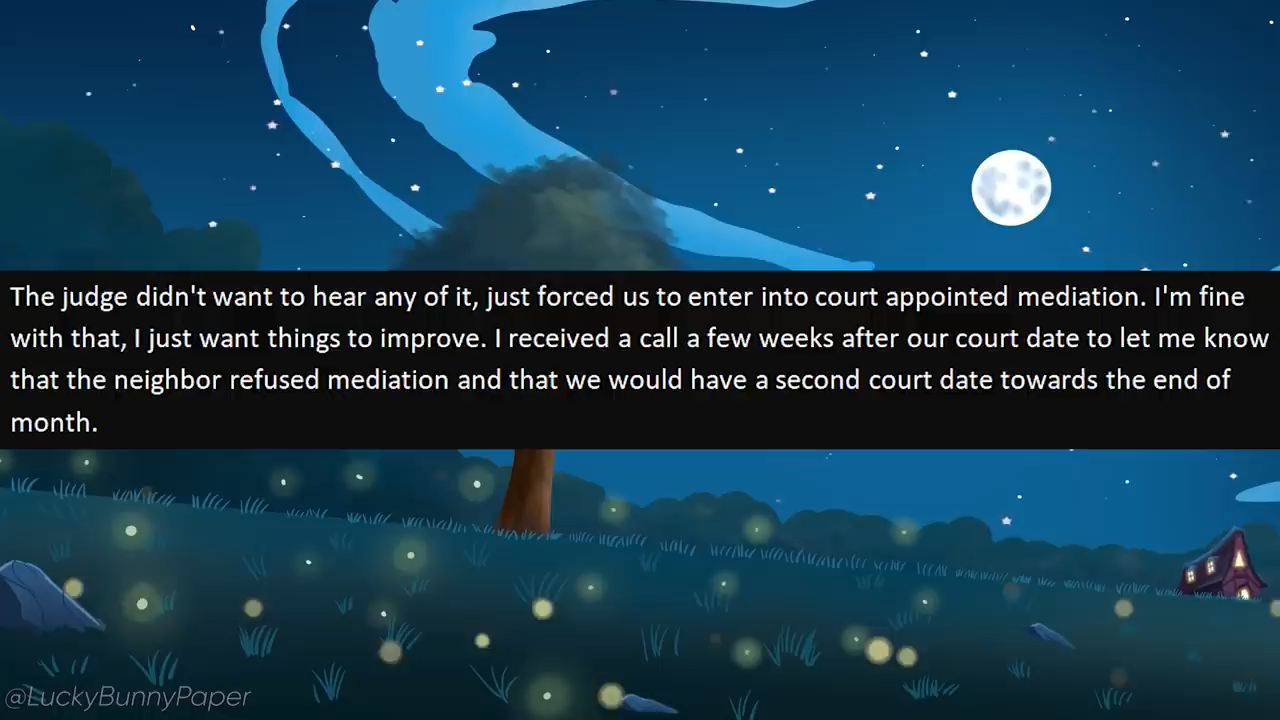 The judge didn't want to hear any of it, just forced us to enter into court appointed mediation. I'm fine
with that, I just want things to improve. I received a call a few weeks after our court date to let me know
that the neighbor refused mediation and that we would have a second court date towards the end of
month.
@LuckyBunnyPaper